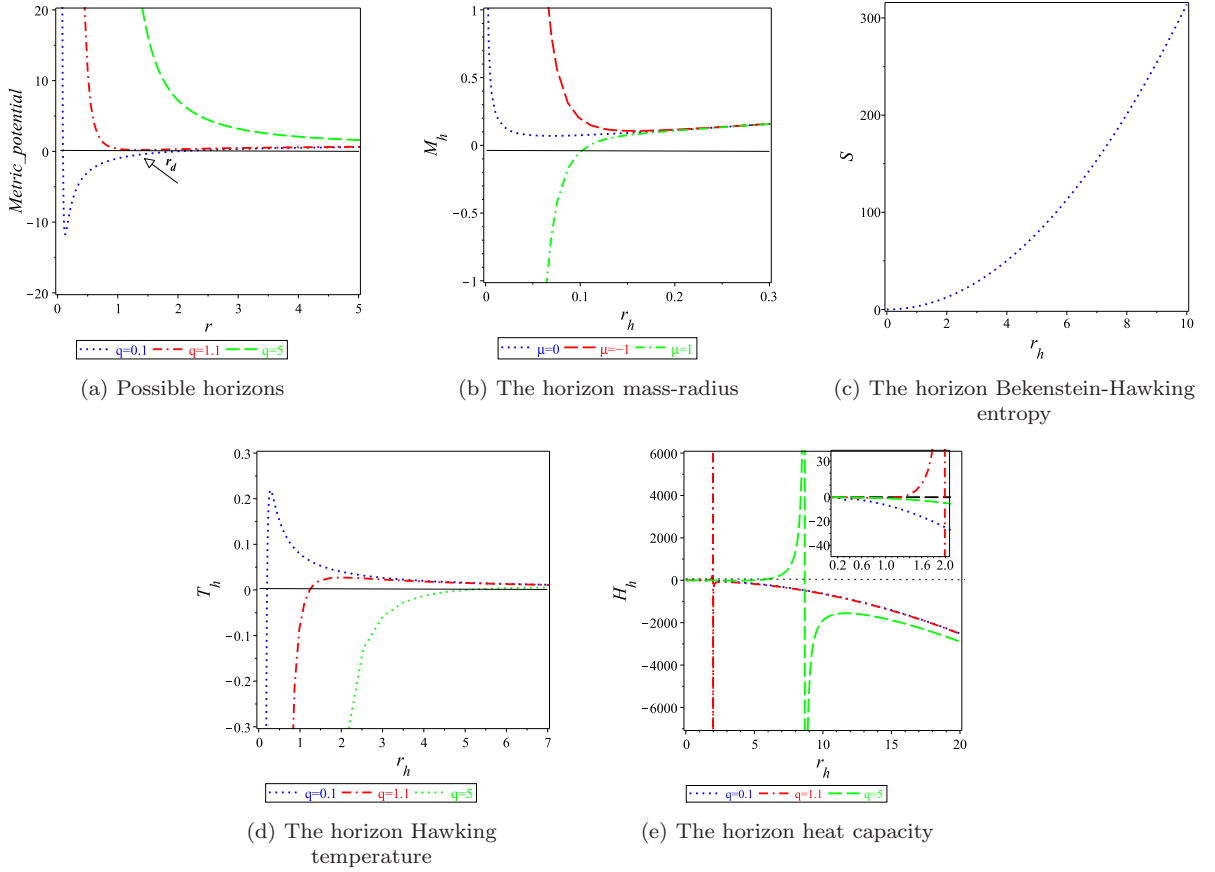 Metric_potential
20
10
0
−10
−20
r_d
0 1 2 3 4 5
r
q=0.1 q=1.1 q=5
(a) Possible horizons
M_h
1
0.5
0
−0.5
−1
0 0.1 0.2 0.3
r_h
μ=0 μ=−1 μ=1
(b) The horizon mass-radius
S
300
200
100
0
0 2 4 6 8 10
r_h
(c) The horizon Bekenstein-Hawking
entropy
T_h
0.3
0.2
0.1
0
−0.1
−0.2
−0.3
0 1 2 3 4 5 6 7
r_h
q=0.1 q=1.1 q=5
(d) The horizon Hawking
temperature
H_h
6000
4000
2000
0
−2000
−4000
−6000
30
0
−20
−40
0.2 0.6 1.0 1.4 1.6 2.0
0 5 10 15 20
r_h
q=0.1 q=1.1 q=5
(e) The horizon heat capacity